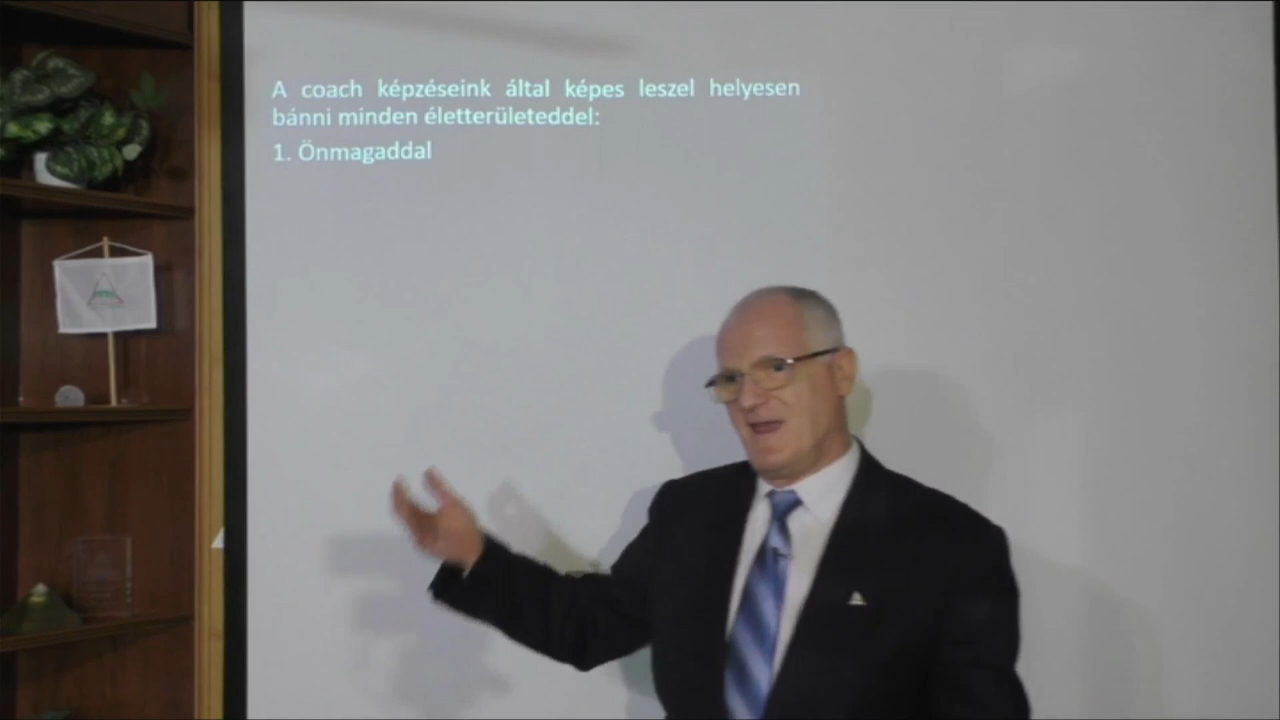 A coach képzéseink által képes leszel helyesen
bánni minden életterületeddel:
1. Önmagaddal